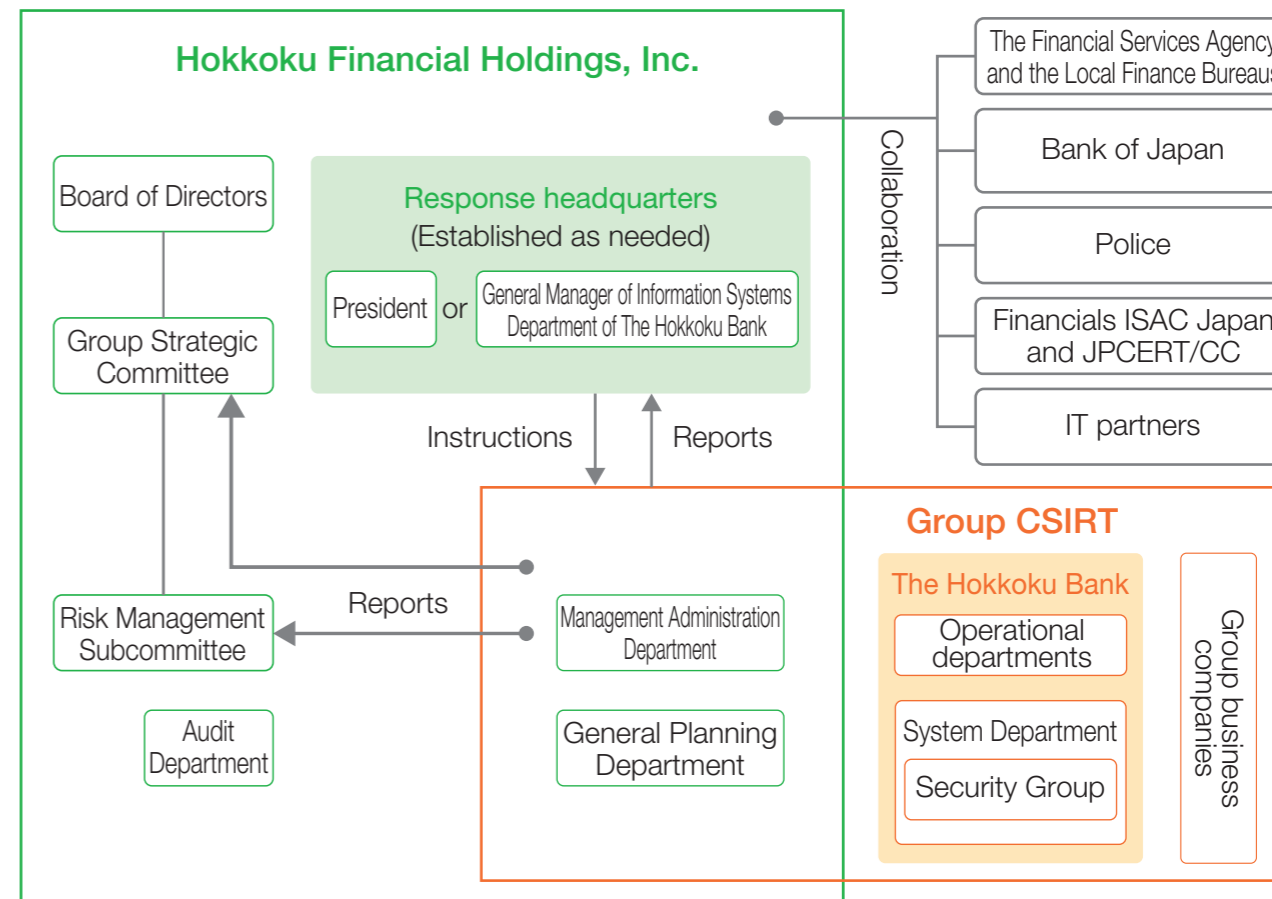 Hokkoku Financial Holdings, Inc.
Board of Directors
Group Strategic
Committee
Risk Management
Subcommittee
Audit
Department
Response headquarters
(Established as needed)
President
or
General Manager of Information Systems
Department of The Hokkoku Bank
Instructions
Reports
Reports
Management Administration
Department
General Planning
Department
Collaboration
The Financial Services Agency
and the Local Finance Bureaus
Bank of Japan
Police
Financials ISAC Japan
and JPCERT/CC
IT partners
Group CSIRT
The Hokkoku Bank
Operational
departments
System Department
Security Group
Group business
companies